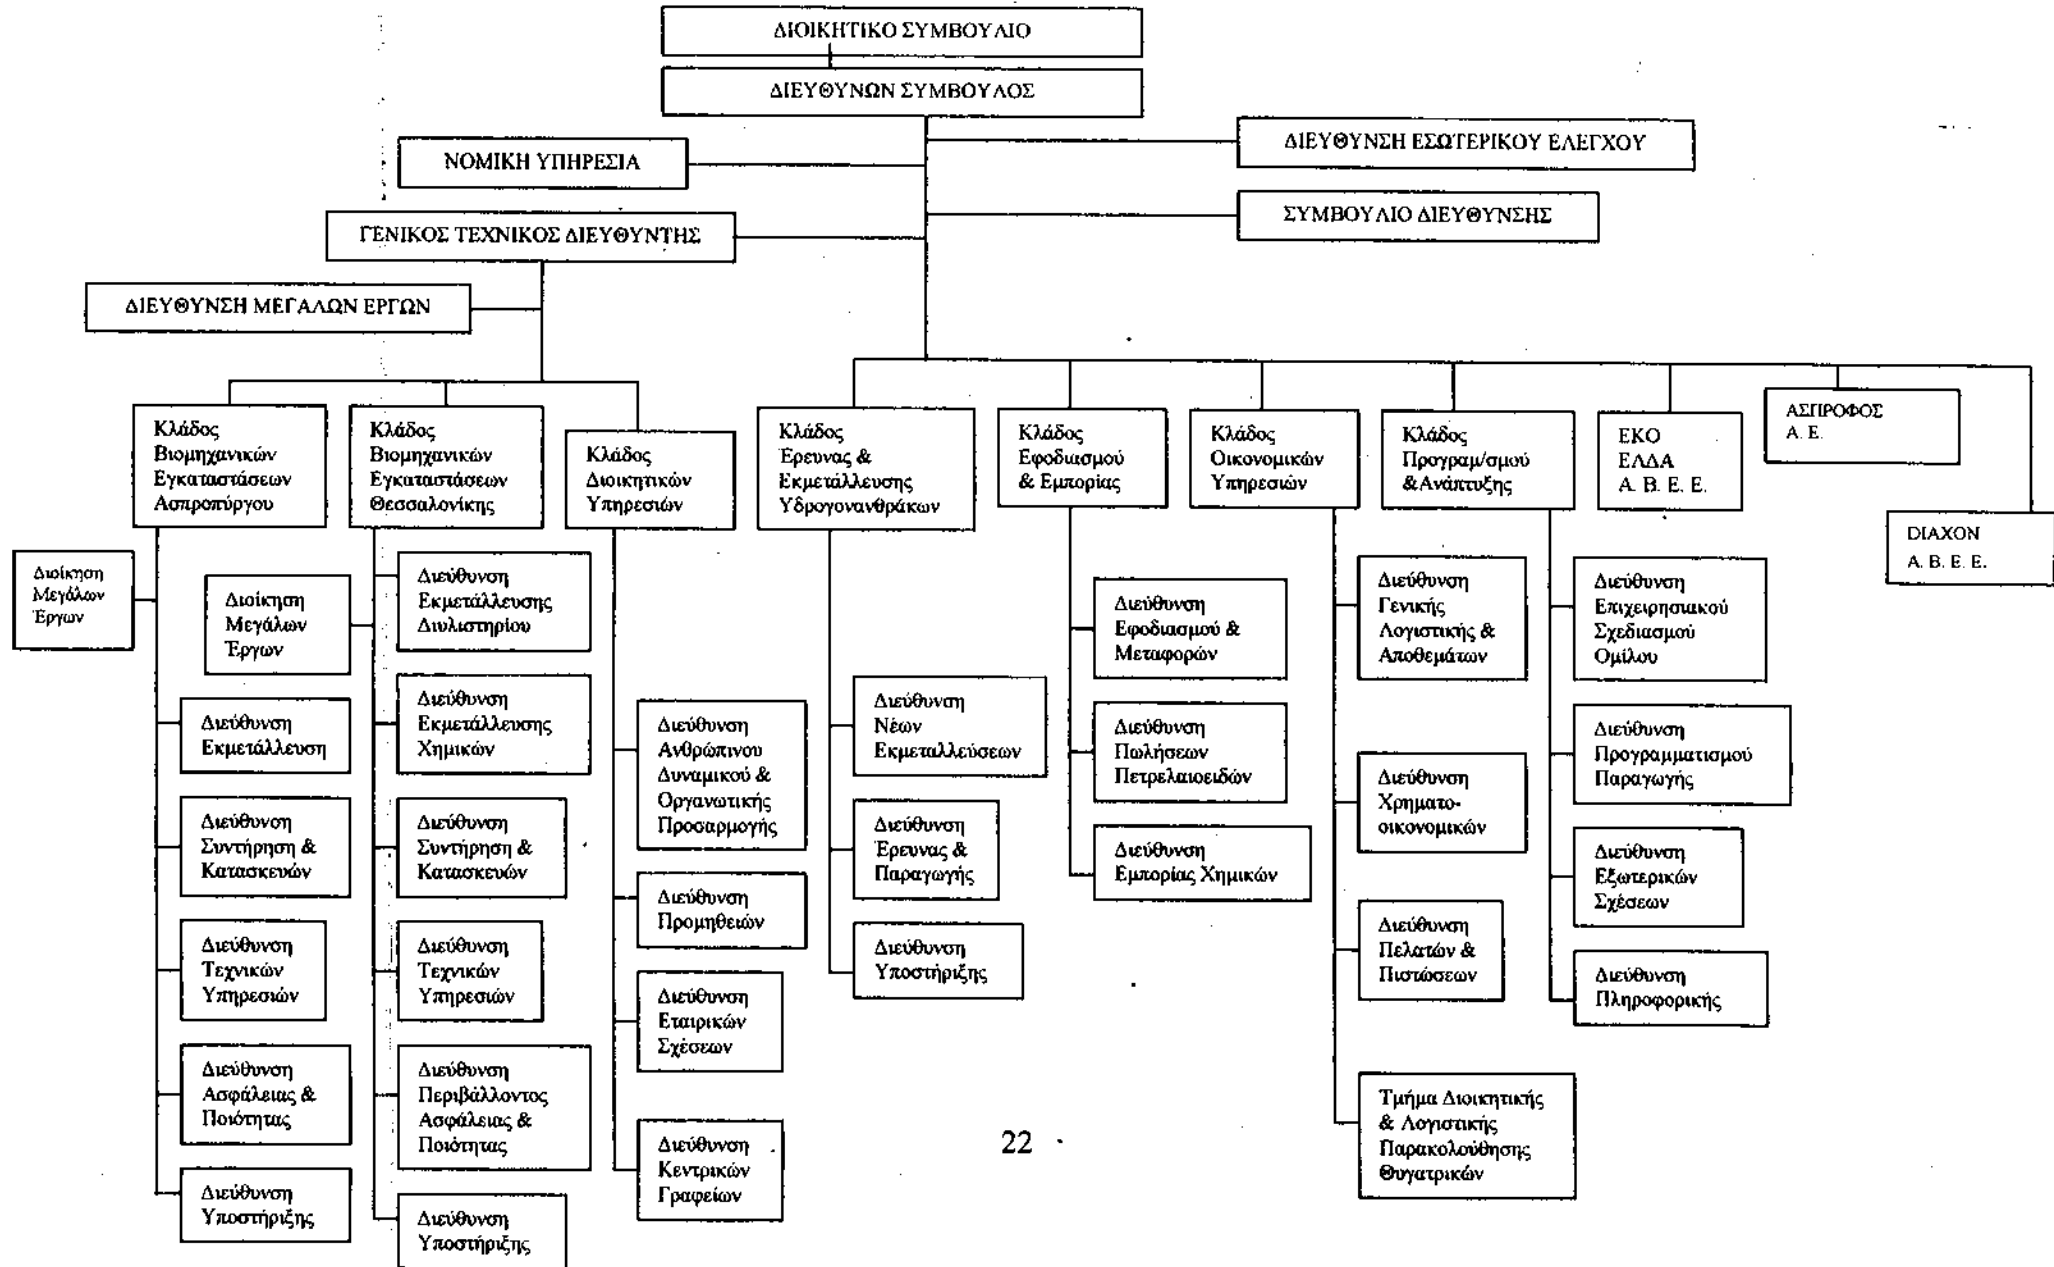 ΔΙΟΙΚΗΤΙΚΟ ΣΥΜΒΟΥΛΙΟ
ΔΙΕΥΘΥΝΩΝ ΣΥΜΒΟΥΛΟΣ
ΔΙΕΥΘΥΝΣΗ ΕΣΩΤΕΡΙΚΟΥ ΕΛΕΓΧΟΥ
ΝΟΜΙΚΗ ΥΠΗΡΕΣΙΑ
ΣΥΜΒΟΥΛΙΟ ΔΙΕΥΘΥΝΣΗΣ
ΓΕΝΙΚΟΣ ΤΕΧΝΙΚΟΣ ΔΙΕΥΘΥΝΤΗΣ
ΔΙΕΥΘΥΝΣΗ ΜΕΓΑΛΩΝ ΕΡΓΩΝ
Κλάδος
Βιομηχανικών
Εγκαταστάσεων
Ασπροπύργου
Κλάδος
Βιομηχανικών
Εγκαταστάσεων
Θεσσαλονίκης
Κλάδος
Διοικητικών
Υπηρεσιών
Κλάδος
Έρευνας &
Εκμετάλλευσης
Υδρογονανθράκων
Κλάδος
Εφοδιασμού
& Εμπορίας
Κλάδος
Οικονομικών
Υπηρεσιών
Κλάδος
Προγραμ/σμού
&Ανάπτυξης
ΕΚΟ
ΕΛΔΑ
Α. Β. Ε. Ε.
ΑΣΠΡΟΦΟΣ
Α. Ε.
DIAXON
Α. Β. Ε. Ε.
Διοίκηση
Μεγάλων
Έργων
Διεύθυνση
Εκμετάλλευση
Διεύθυνση
Συντήρηση &
Κατασκευών
Διεύθυνση
Τεχνικών
Υπηρεσιών
Διεύθυνση
Ασφάλειας &
Ποιότητας
Διεύθυνση
Υποστήριξης
Διοίκηση
Μεγάλων
Έργων
Διεύθυνση
Εκμετάλλευσης
Διυλιστηρίου
Διεύθυνση
Εκμετάλλευσης
Χημικών
Διεύθυνση
Συντήρηση &
Κατασκευών
Διεύθυνση
Τεχνικών
Υπηρεσιών
Διεύθυνση
Περιβάλλοντος
Ασφάλειας &
Ποιότητας
Διεύθυνση
Υποστήριξης
Διεύθυνση
Ανθρώπινου
Δυναμικού &
Οργανωτικής
Προσαρμογής
Διεύθυνση
Προμηθειών
Διεύθυνση
Εταιρικών
Σχέσεων
Διεύθυνση
Κεντρικών
Γραφείων
Διεύθυνση
Νέων
Εκμεταλλεύσεων
Διεύθυνση
Έρευνας &
Παραγωγής
Διεύθυνση
Υποστήριξης
Διεύθυνση
Εφοδιασμού &
Μεταφορών
Διεύθυνση
Πωλήσεων
Πετρελαιοειδών
Διεύθυνση
Εμπορίας Χημικών
Διεύθυνση
Γενικής
Λογιστικής &
Αποθεμάτων
Διεύθυνση
Χρηματο-
οικονομικών
Διεύθυνση
Πελατών &
Πιστώσεων
Τμήμα Διοικητικής
& Λογιστικής
Παρακολούθησης
Θυγατρικών
Διεύθυνση
Επιχειρησιακού
Σχεδιασμού
Ομίλου
Διεύθυνση
Προγραμματισμού
Παραγωγής
Διεύθυνση
Εξωτερικών
Σχέσεων
Διεύθυνση
Πληροφορικής
22